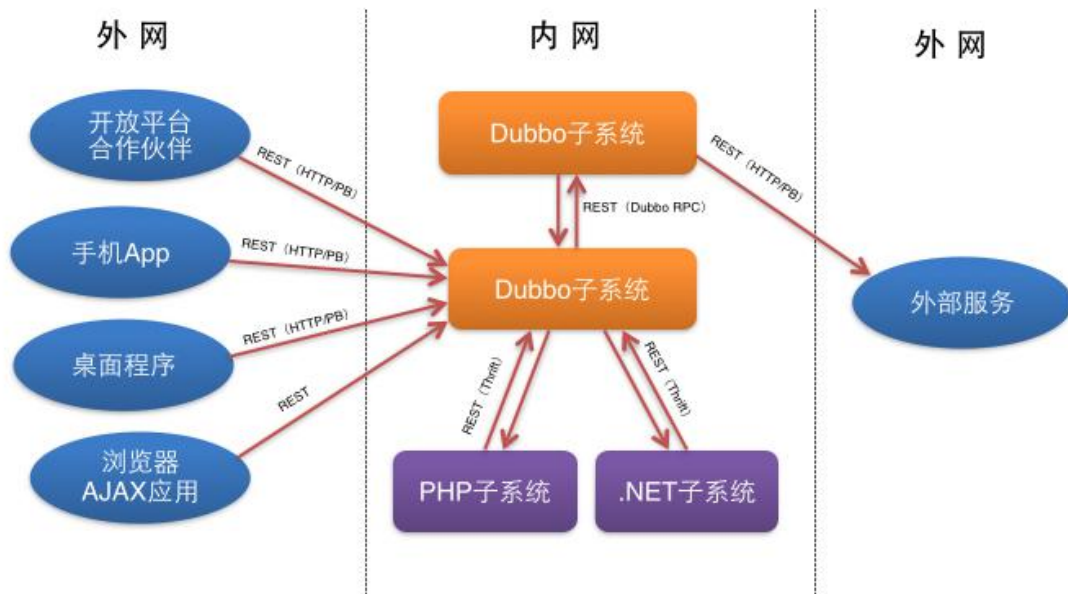 外 网
内 网
外 网
开放平台
合作伙伴
REST（HTTP/PB）
手机App
REST（HTTP/PB）
桌面程序
REST（HTTP/PB）
浏览器
AJAX应用
REST
Dubbo子系统
REST（HTTP/PB）
REST（Dubbo RPC）
Dubbo子系统
外部服务
REST（Thrift）
REST（Thrift）
PHP子系统
.NET子系统